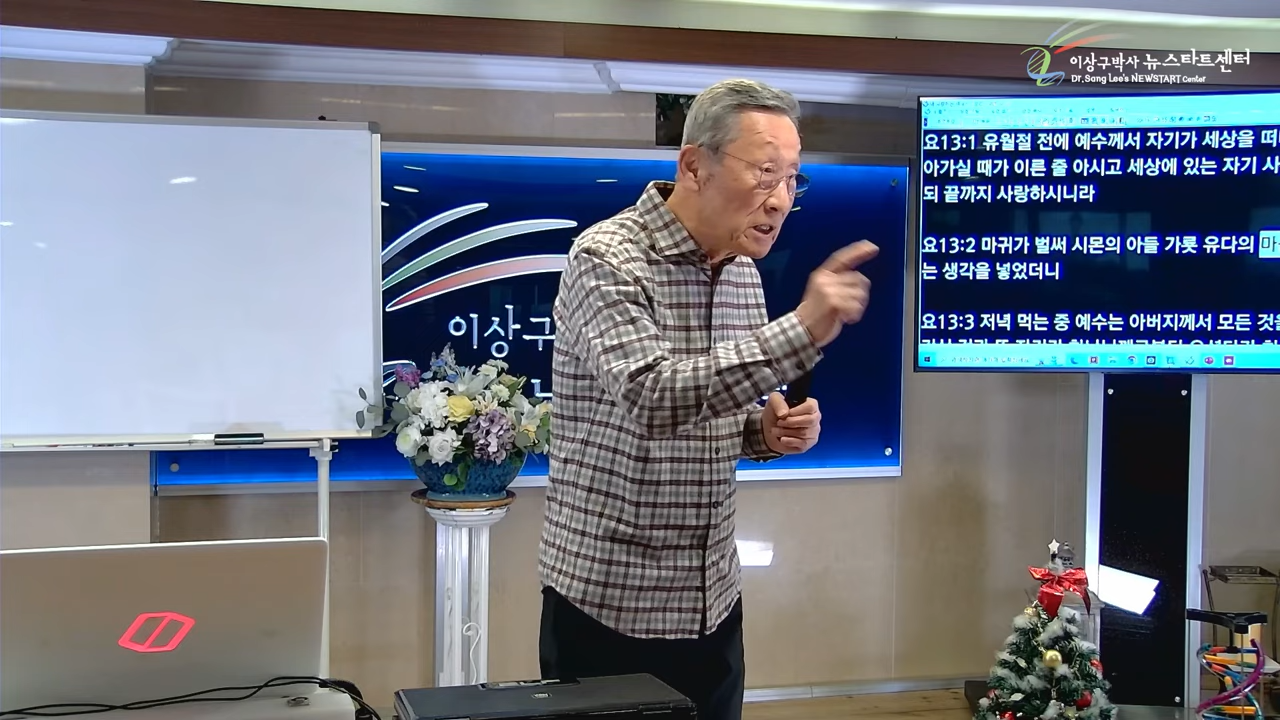 이상구박사 뉴스타트센터
Dr. Sang Lee's NEWSTART Center
요13:1 유월절 전에 예수께서 자기가 세상을
아가실 때가 이른 줄 아시고 세상에 있는 자기
되 끝까지 사랑하시니라
요13:2 마귀가 벌써 시몬의 아들 가룟 유다의
는 생각을 넣었더니
요13:3 저녁 먹는 중 예수는 아버지께서 모든
이상구